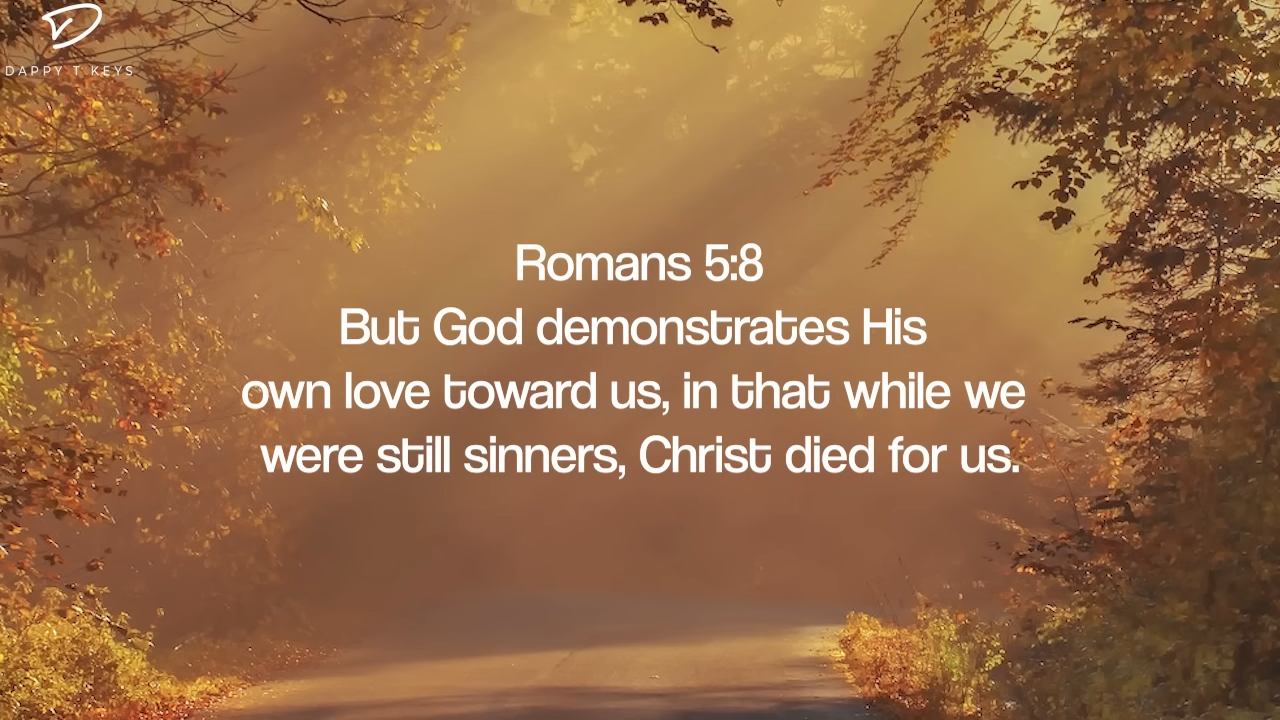 DAPPY T KEYS
Romans 5:8
But God demonstrates His
own love toward us, in that while we
were still sinners, Christ died for us.